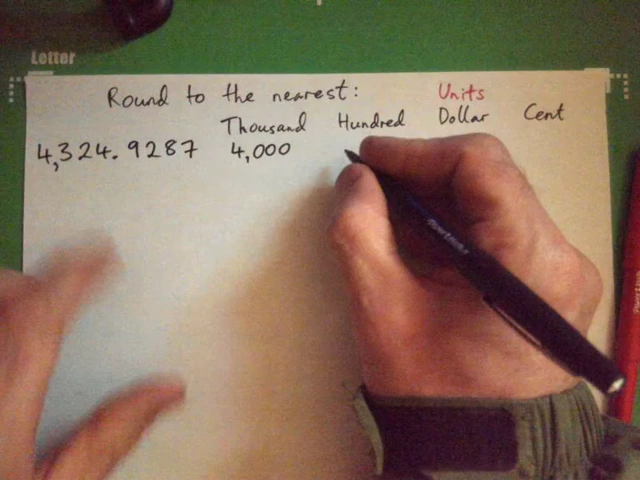 Letter
Round to the nearest: Units
Thousand Hundred Dollar Cent
4,324.9287 4,000